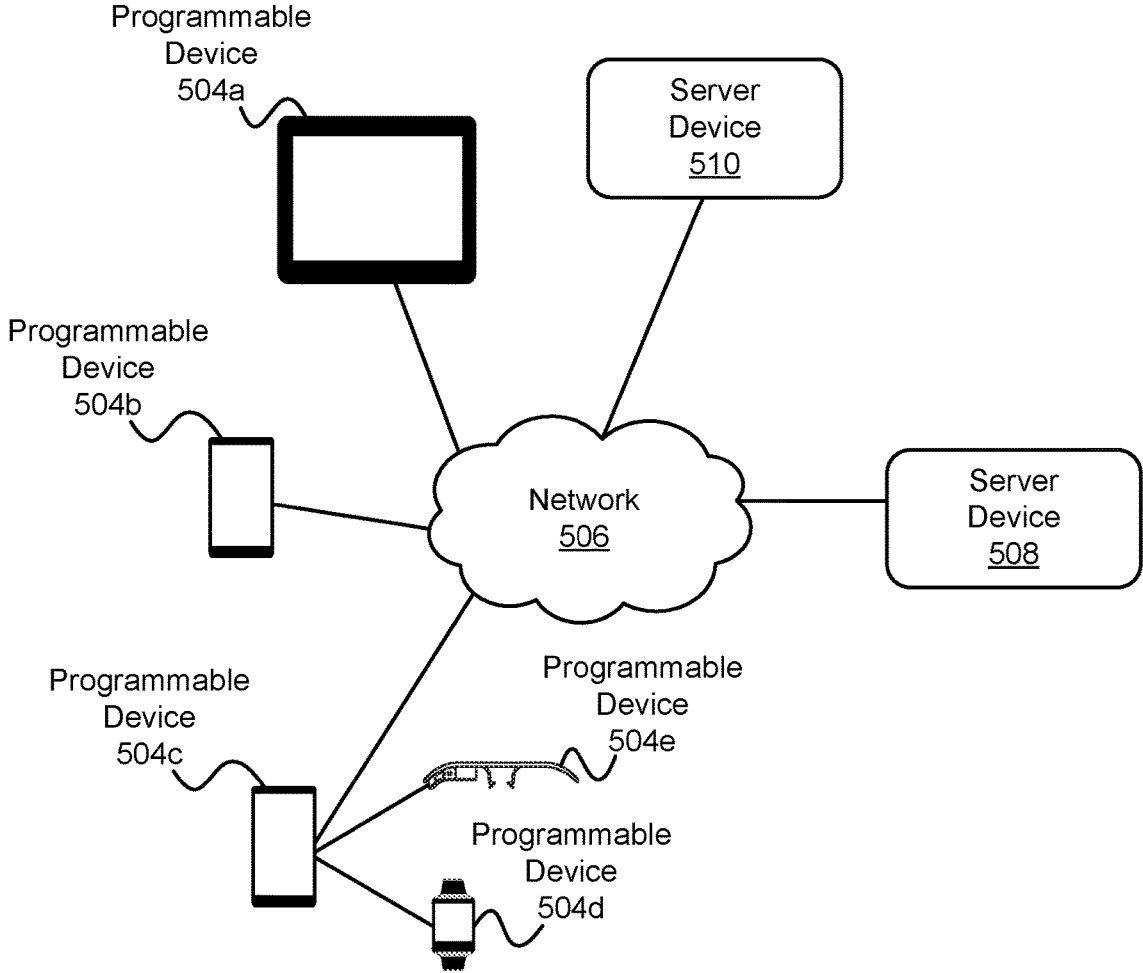 Programmable
Device
504a
Server
Device
510
Programmable
Device
504b
Network
506
Server
Device
508
Programmable
Device
504c
Programmable
Device
504e
Programmable
Device
504d